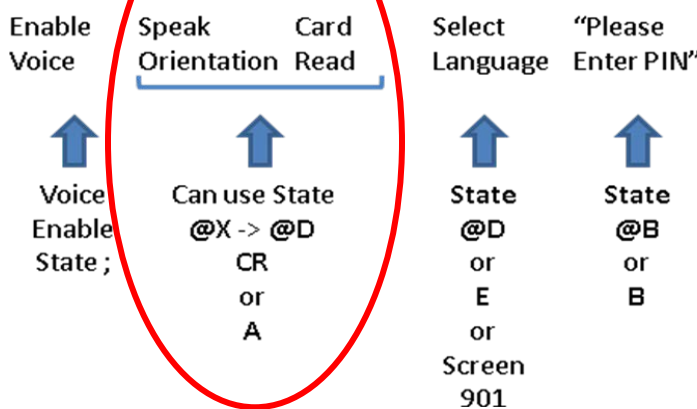 Enable
Voice
Speak
Orientation
Card
Read
Select
Language
“Please
Enter PIN”
Voice
Enable
State ;
Can use State
@X -> @D
CR
or
A
State
@D
or
E
or
Screen
901
State
@B
or
B